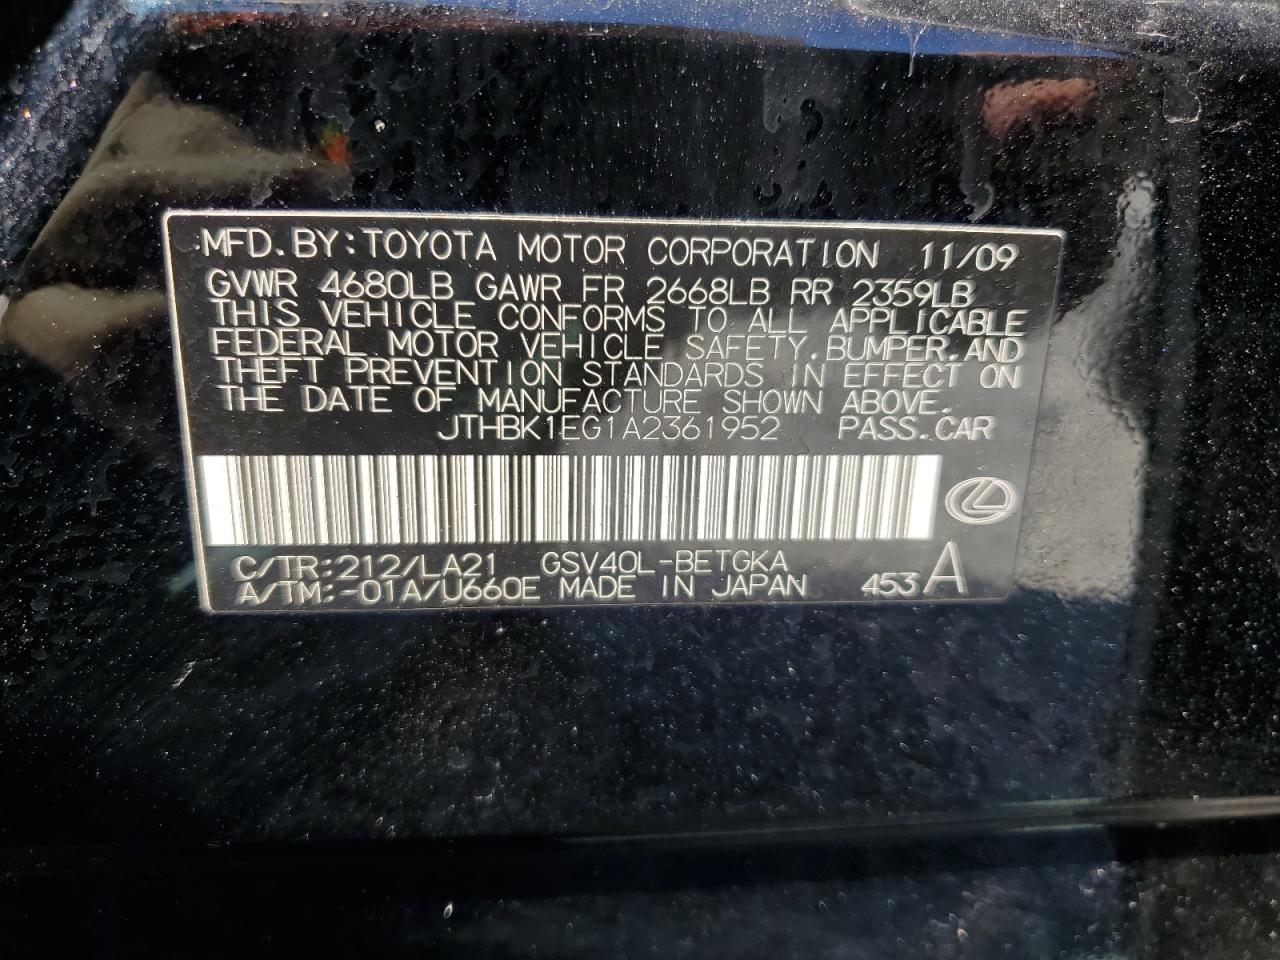 MFD.BY:TOYOTA MOTOR CORPORATION 11/09
GVWR 4680LB GAWR FR 2668LB RR 2359LB
THIS VEHICLE CONFORMS TO ALL APPLICABLE
FEDERAL MOTOR VEHICLE SAFETY,BUMPER,AND
THEFT PREVENTION STANDARDS IN EFFECT ON
THE DATE OF MANUFACTURE SHOWN ABOVE.
JTHBK1EG1A2361952 PASS.CAR
C/TR:212/LA21 GSV40L-BETGKA
A/TM:-01A/U660E MADE IN JAPAN 453A